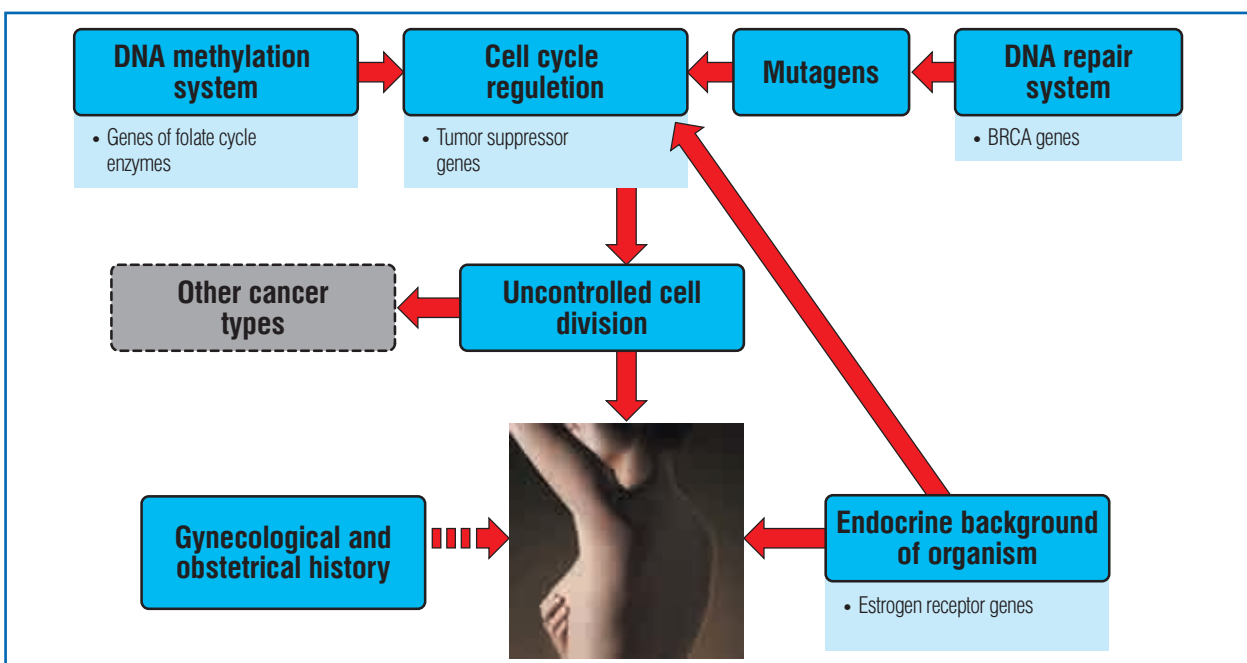 DNA methylation
system
• Genes of folate cycle
enzymes
Cell cycle
reguletion
• Tumor suppressor
genes
Mutagens
DNA repair
system
• BRCA genes
Other cancer
types
Uncontrolled cell
division
Gynecological and
obstetrical history
Endocrine background
of organism
• Estrogen receptor genes